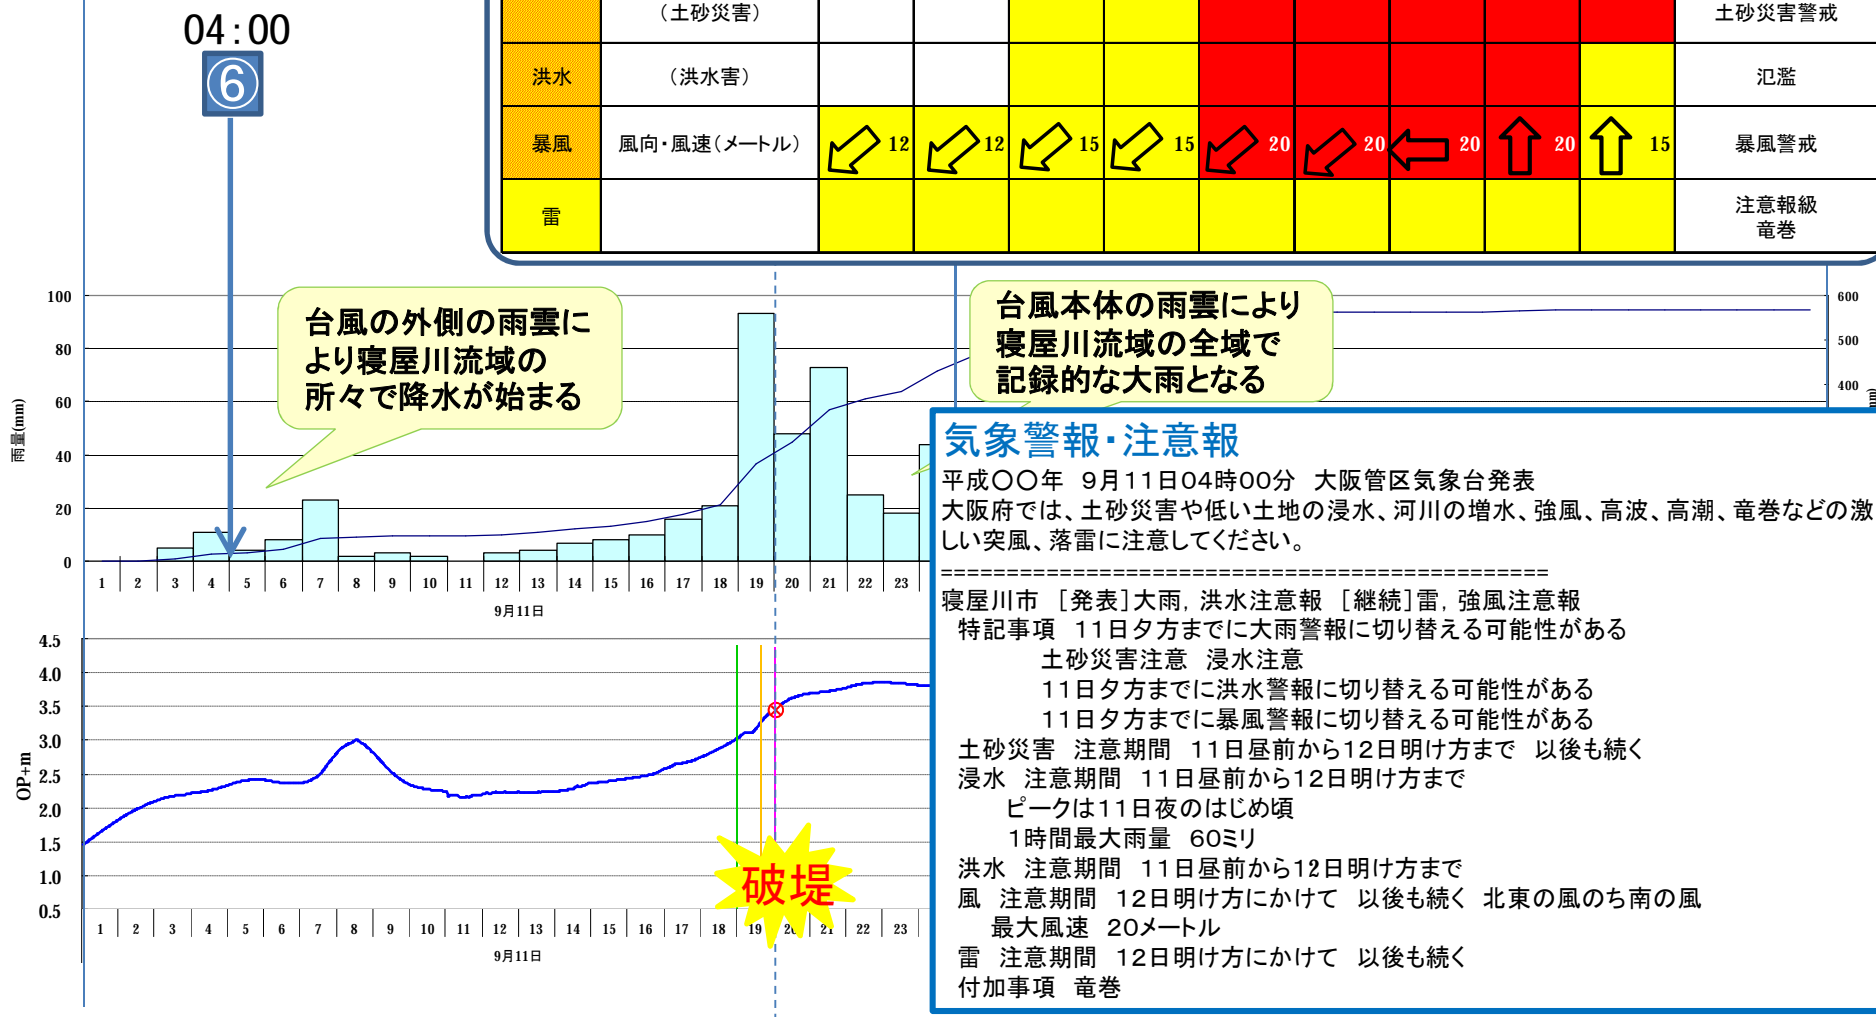 04:00
⑥
(土砂災害)
土砂災害警戒
洪水
(洪水害)
氾濫
暴風
風向・風速(メートル)
12
12
15
15
20
20
20
20
15
暴風警戒
雷
注意報級
竜巻
台風の外側の雨雲に
より寝屋川流域の
所々で降水が始まる
台風本体の雨雲により
寝屋川流域の全域で
記録的な大雨となる
雨量(mm)
100
80
60
40
20
0
600
500
400
1 2 3 4 5 6 7 8 9 10 11 12 13 14 15 16 17 18 19 20 21 22 23
9月11日
OP+m
4.5
4.0
3.5
3.0
2.5
2.0
1.5
1.0
0.5
破堤
1 2 3 4 5 6 7 8 9 10 11 12 13 14 15 16 17 18 19 20 21 22 23
9月11日
気象警報・注意報
平成〇〇年 9月11日04時00分 大阪管区気象台発表
大阪府では、土砂災害や低い土地の浸水、河川の増水、強風、高波、高潮、竜巻などの激
しい突風、落雷に注意してください。
==============================================
寝屋川市 [発表]大雨,洪水注意報 [継続]雷,強風注意報
特記事項 11日夕方までに大雨警報に切り替える可能性がある
土砂災害注意 浸水注意
11日夕方までに洪水警報に切り替える可能性がある
11日夕方までに暴風警報に切り替える可能性がある
土砂災害 注意期間 11日昼前から12日明け方まで 以後も続く
浸水 注意期間 11日昼前から12日明け方まで
ピークは11日夜のはじめ頃
1時間最大雨量 60ミリ
洪水 注意期間 11日昼前から12日明け方まで
風 注意期間 12日明け方にかけて 以後も続く 北東の風のち南の風
最大風速 20メートル
雷 注意期間 12日明け方にかけて 以後も続く
付加事項 竜巻